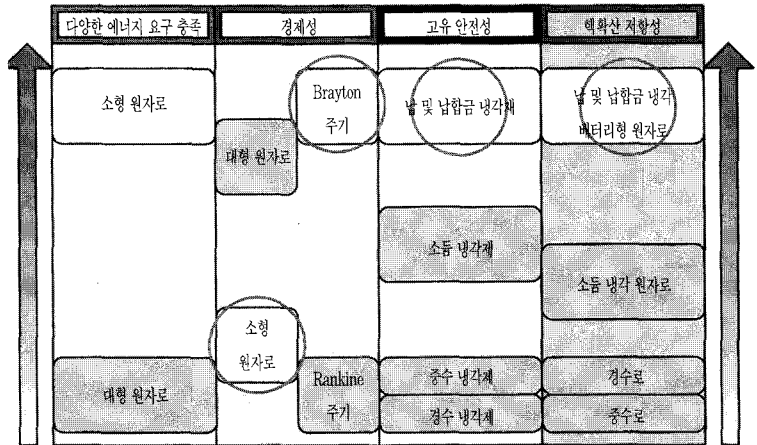 다양한 에너지 요구 충족
경제성
고유 안전성
핵확산 저항성
소형 원자로
Brayton
주기
납 및 납합금 냉각재
납 및 납합금 냉각
배터리형 원자로
대형 원자로
소듐 냉각재
소듐 냉각 원자로
소형
원자로
대형 원자로
Rankine
주기
중수 냉각재
경수로
경수 냉각재
중수로